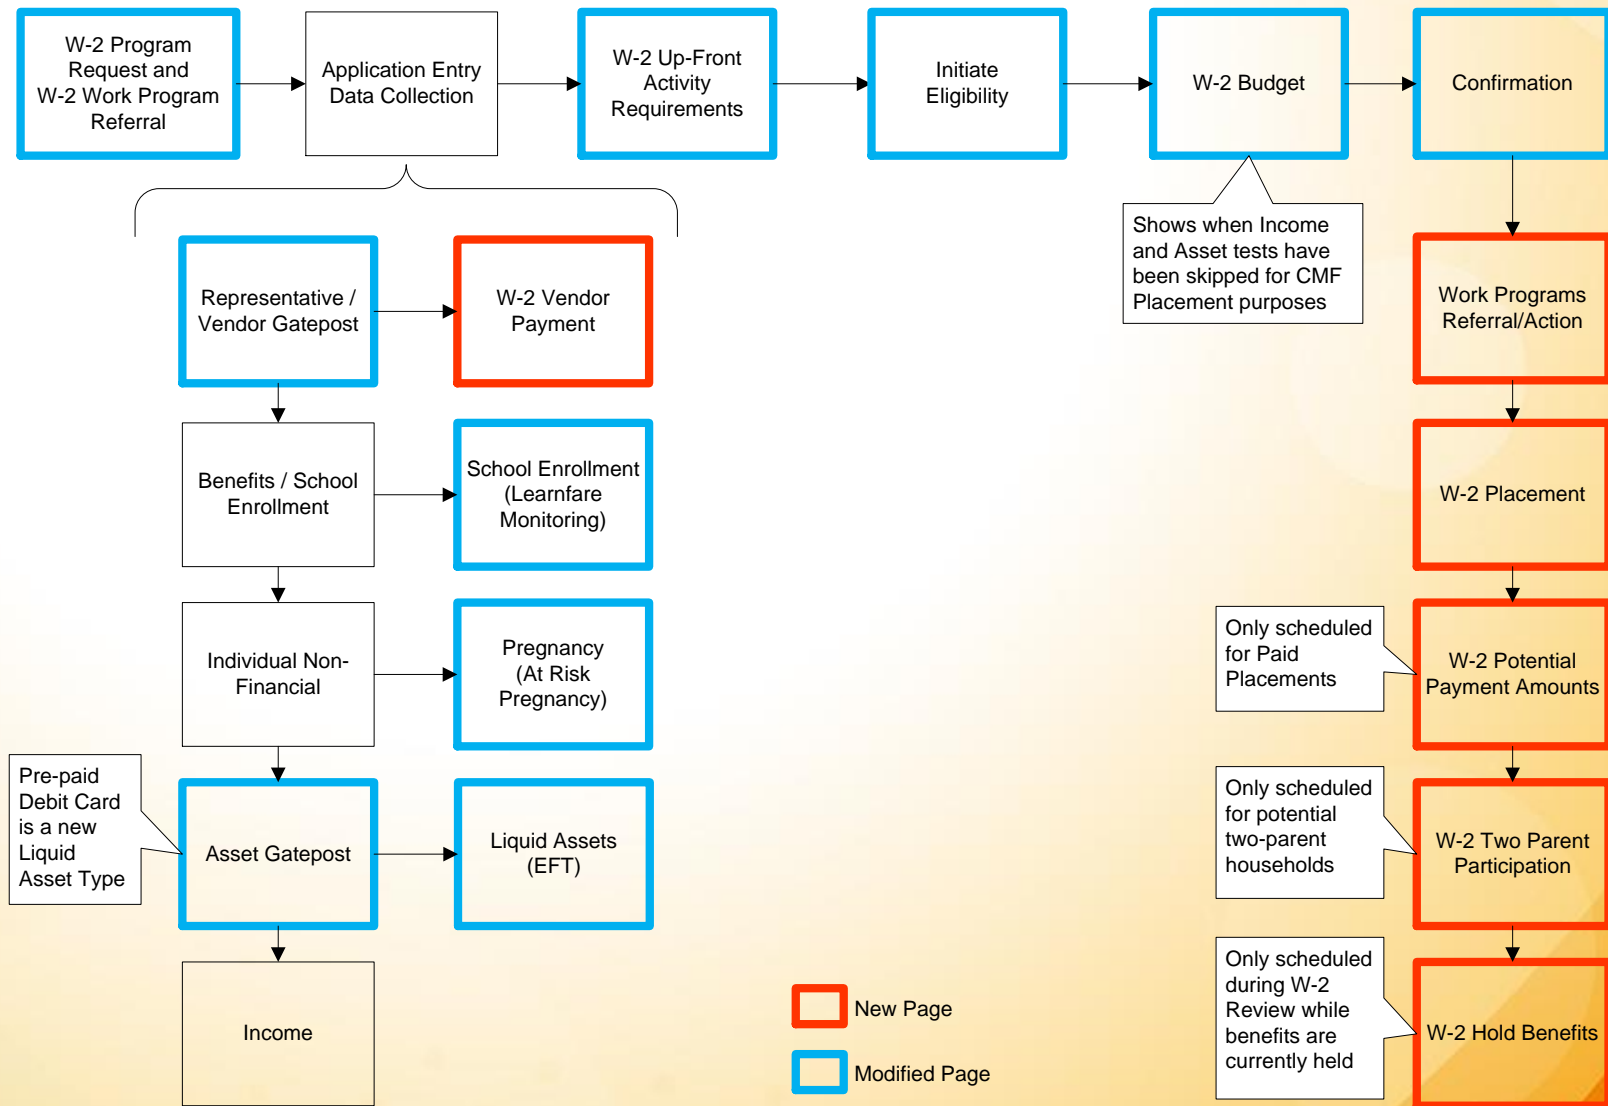 W-2 Program
Request and
W-2 Work Program
Referral
Application Entry
Data Collection
W-2 Up-Front
Activity
Requirements
Initiate
Eligibility
W-2 Budget
Confirmation
Shows when Income
and Asset tests have
been skipped for CMF
Placement purposes
Representative /
Vendor Gatepost
W-2 Vendor
Payment
Work Programs
Referral/Action
Benefits / School
Enrollment
School Enrollment
(Learnfare
Monitoring)
W-2 Placement
Individual Non-
Financial
Pregnancy
(At Risk
Pregnancy)
Only scheduled
for Paid
Placements
W-2 Potential
Payment Amounts
Pre-paid
Debit Card
is a new
Liquid
Asset Type
Asset Gatepost
Liquid Assets
(EFT)
Only scheduled
for potential
two-parent
households
W-2 Two Parent
Participation
Income
Only scheduled
during W-2
Review while
benefits are
currently held
W-2 Hold Benefits
New Page
Modified Page